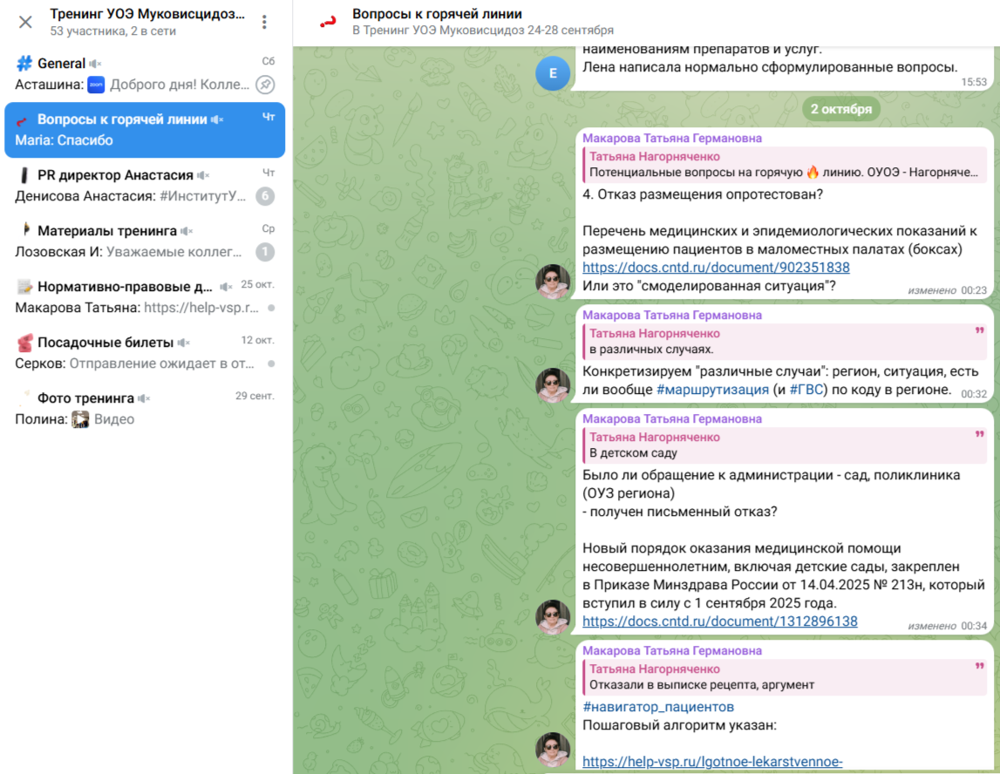 Тренинг УОЭ Муковисцидоз...
53 участника, 2 в сети
General
Сб
Асташина: zoom Доброго дня! Колле...
Вопросы к горячей линии
Чт
Maria: Спасибо
PR директор Анастасия
Чт
Денисова Анастасия: #ИнститутУ...
6
Материалы тренинга
Ср
Лозовская И: Уважаемые коллег...
1
Нормативно-правовые д...
25 окт.
Макарова Татьяна: https://help-vsp.r...
Посадочные билеты
12 окт.
Серков: Отправление ожидает в от...
Фото тренинга
29 сент.
Полина: Видео
Вопросы к горячей линии
В Тренинг УОЭ Муковисцидоз 24-28 сентября
наименованиям препаратов и услуг.
Лена написала нормально сформулированные вопросы.
15:53
Е
2 октября
Макарова Татьяна Германовна
Татьяна Нагорняченко
Потенциальные вопросы на горячую 🔥 линию. ОУОЭ - Нагорняче...
4. Отказ размещения опротестован?
Перечень медицинских и эпидемиологических показаний к
размещению пациентов в маломестных палатах (боксах)
https://docs.cntd.ru/document/902351838
Или это "смоделированная ситуация"?
изменено 00:23
Макарова Татьяна Германовна
Татьяна Нагорняченко
в различных случаях.
Конкретизируем "различные случаи": регион, ситуация, есть
ли вообще #маршрутизация (и #ГВС) по коду в регионе.
00:32
Макарова Татьяна Германовна
Татьяна Нагорняченко
В детском саду
Было ли обращение к администрации - сад, поликлиника
(ОУЗ региона)
- получен письменный отказ?
Новый порядок оказания медицинской помощи
несовершеннолетним, включая детские сады, закреплен
в Приказе Минздрава России от 14.04.2025 № 213н, который
вступил в силу с 1 сентября 2025 года.
https://docs.cntd.ru/document/1312896138
изменено 00:34
Макарова Татьяна Германовна
Татьяна Нагорняченко
Отказали в выписке рецепта, аргумент
#навигатор_пациентов
Пошаговый алгоритм указан:
https://help-vsp.ru/lgotnoe-lekarstvennoe-